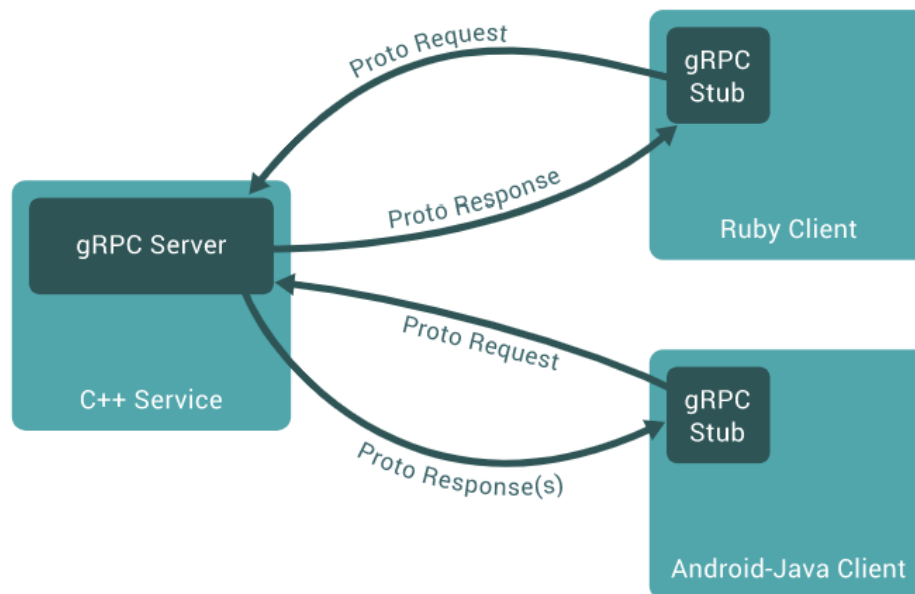 Proto Request
gRPC
Stub
Proto Response
Ruby Client
gRPC Server
C++ Service
Proto Request
gRPC
Stub
Proto Response(s)
Android-Java Client